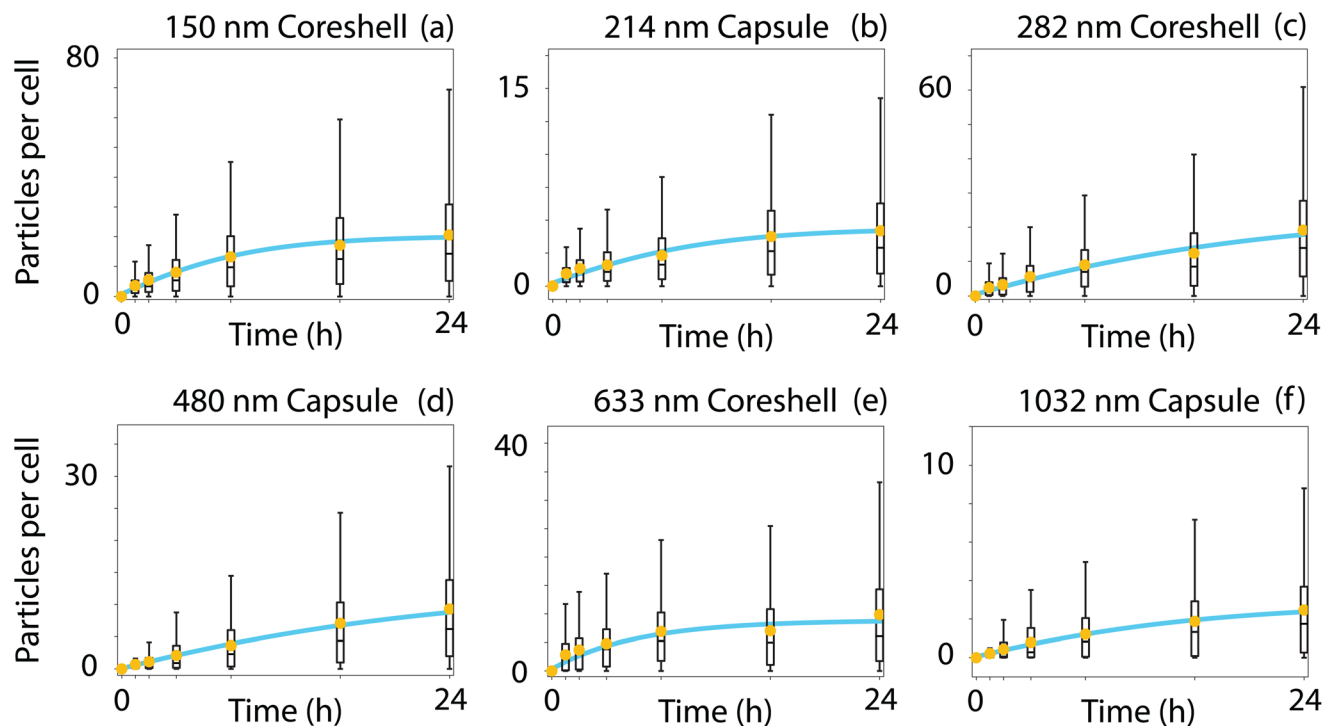 150 nm Coreshell (a)
214 nm Capsule (b)
282 nm Coreshell (c)
Particles per cell
80
0
0
24
Time (h)
15
0
0
24
Time (h)
60
0
0
24
Time (h)
480 nm Capsule (d)
633 nm Coreshell (e)
1032 nm Capsule (f)
Particles per cell
30
0
0
24
Time (h)
40
0
0
24
Time (h)
10
0
0
24
Time (h)